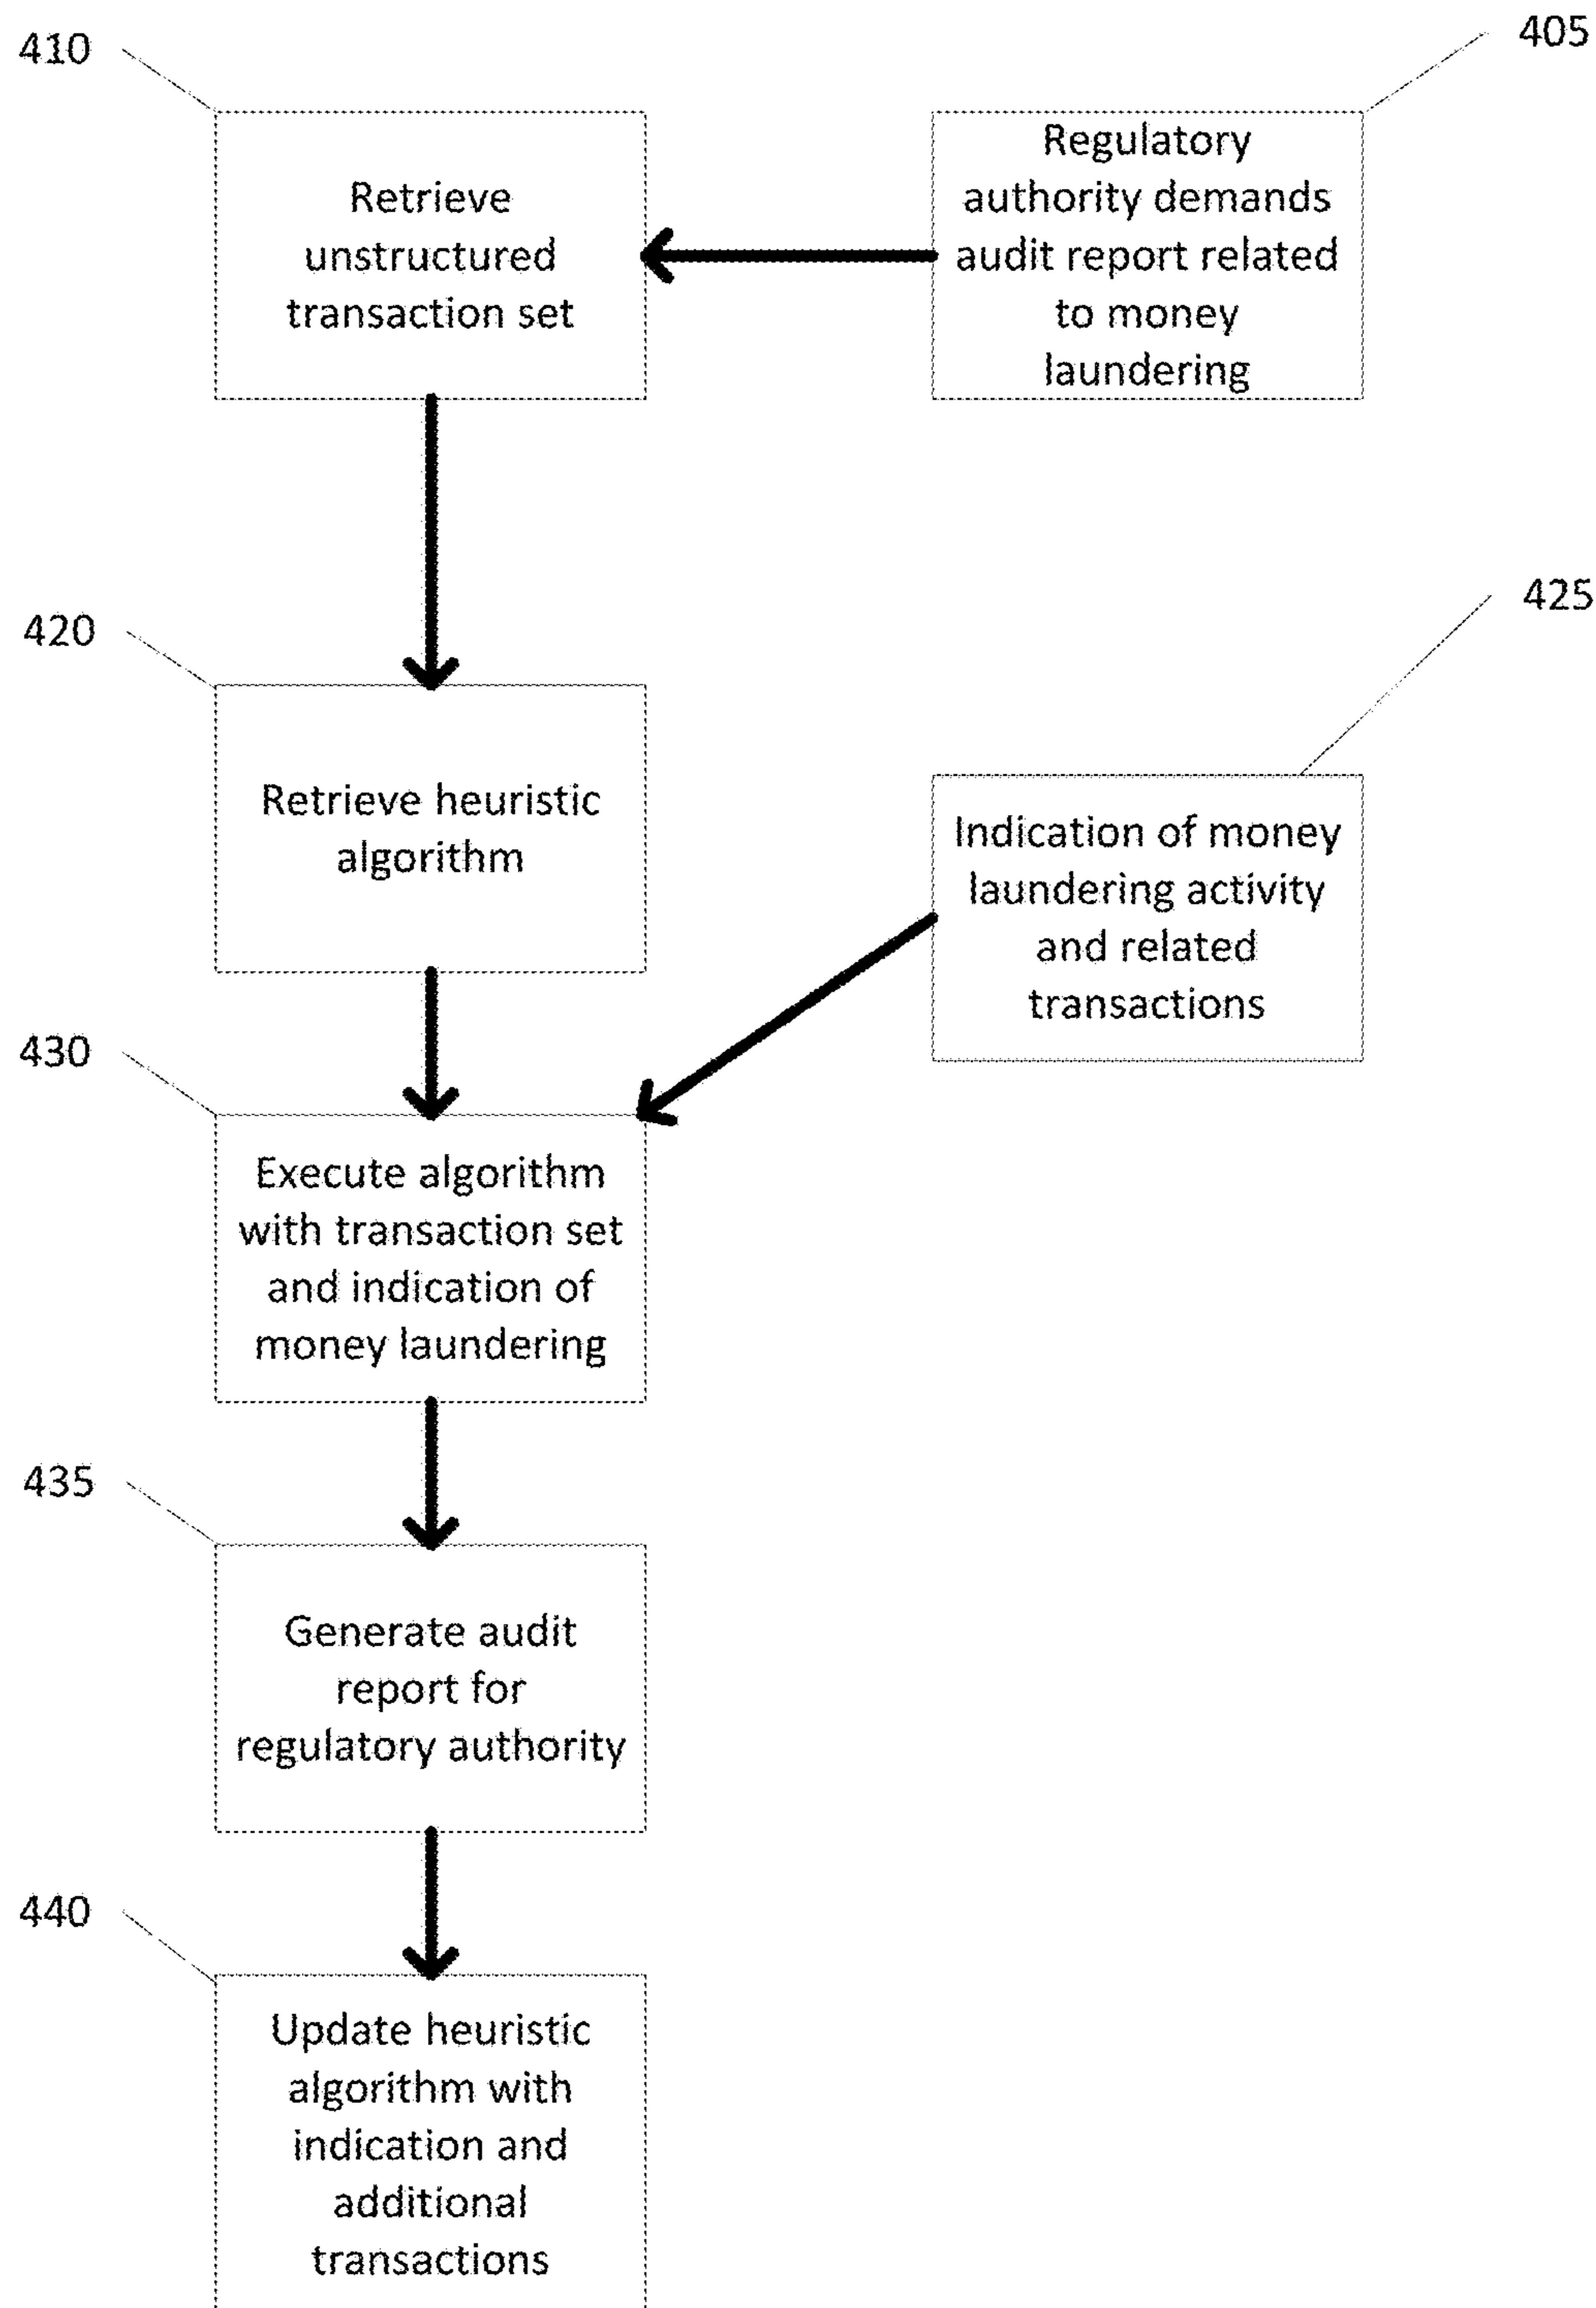 410
405
Retrieve
unstructured
transaction set
Regulatory
authority demands
audit report related
to money
laundering
420
425
Retrieve heuristic
algorithm
Indication of money
laundering activity
and related
transactions
430
Execute algorithm
with transaction set
and indication of
money laundering
435
Generate audit
report for
regulatory authority
440
Update heuristic
algorithm with
indication and
additional
transactions